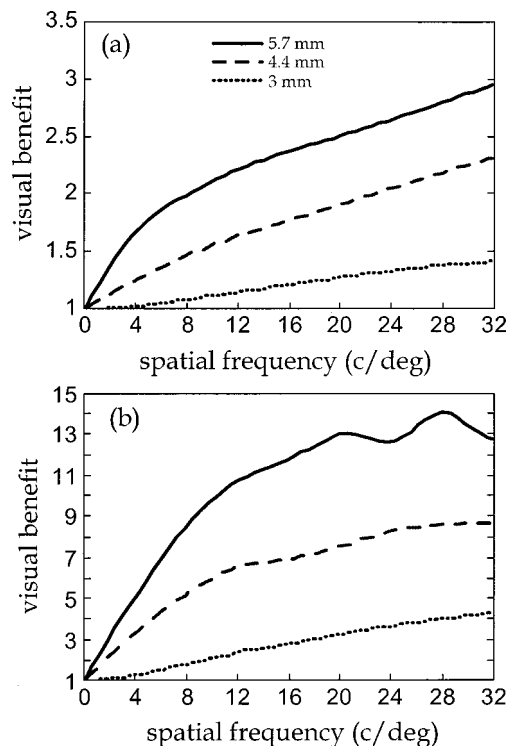 (a)
5.7 mm
4.4 mm
3 mm
3.5
3
2.5
2
1.5
1
visual benefit
0 4 8 12 16 20 24 28 32
spatial frequency (c/deg)
(b)
15
13
11
9
7
5
3
1
visual benefit
0 4 8 12 16 20 24 28 32
spatial frequency (c/deg)